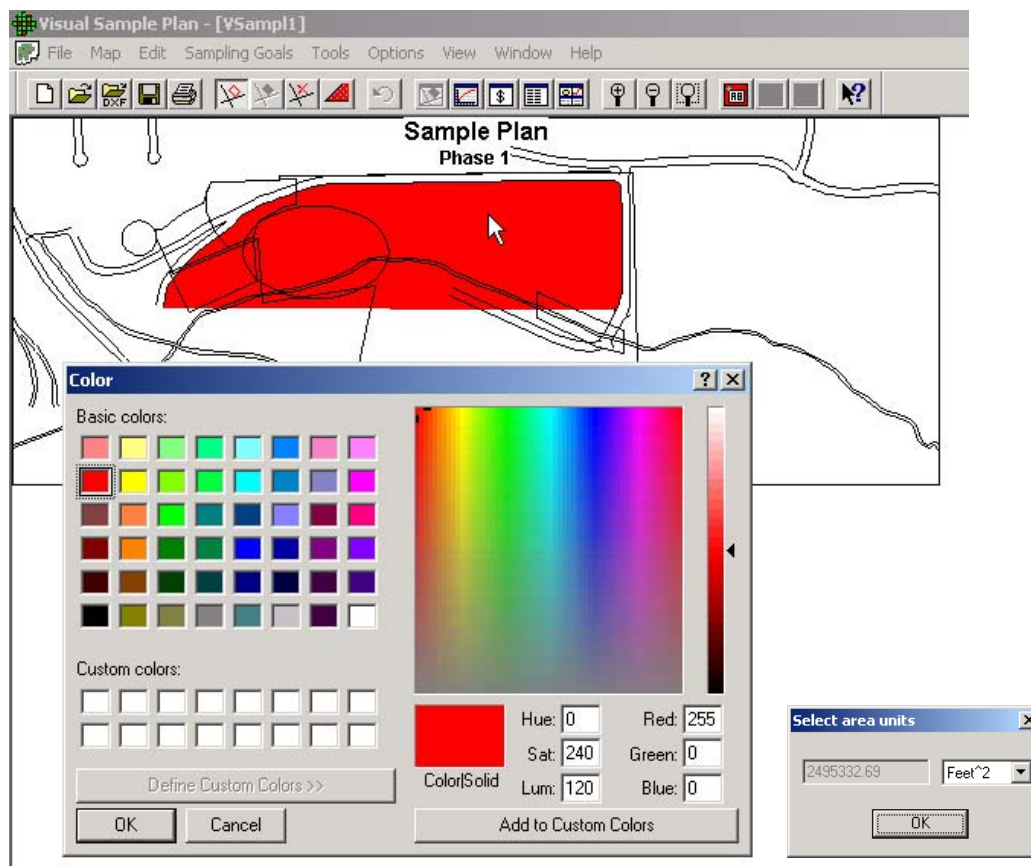 Visual Sample Plan - [VSampl1]
File Map Edit Sampling Goals Tools Options View Window Help
DXF $ RB ?
Sample Plan
Phase 1
Color
?
Basic colors:
Custom colors:
Define Custom Colors >>
OK Cancel
Color|Solid
Hue: 0 Red: 255
Sat: 240 Green: 0
Lum: 120 Blue: 0
Add to Custom Colors
Select area units
2495332.69 Feet^2
OK